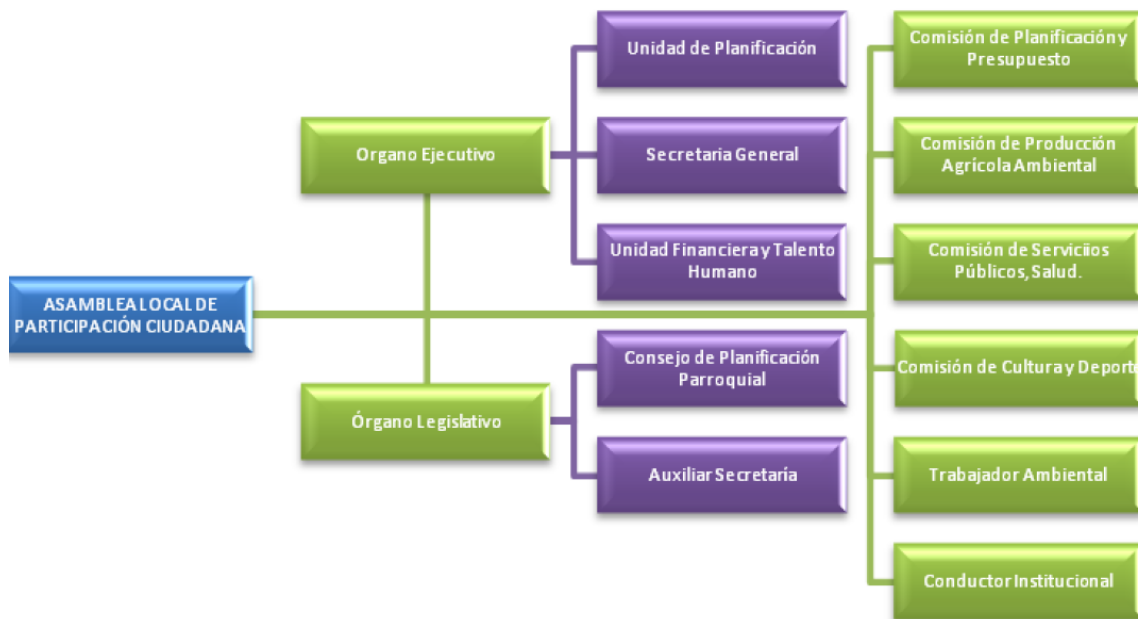 Unidad de Planificación
Comisión de Planificación y
Presupuesto
Organo Ejecutivo
Secretaria General
Comisión de Producción
Agrícola Ambiental
Unidad Financiera y Talento
Humano
Comisión de Serviciios
Públicos, Salud.
ASAMBLEA LOCAL DE
PARTICIPACIÓN CIUDADANA
Consejo de Planificación
Parroquial
Comisión de Cultura y Deporte
Órgano Legislativo
Auxiliar Secretaría
Trabajador Ambiental
Conductor Institucional